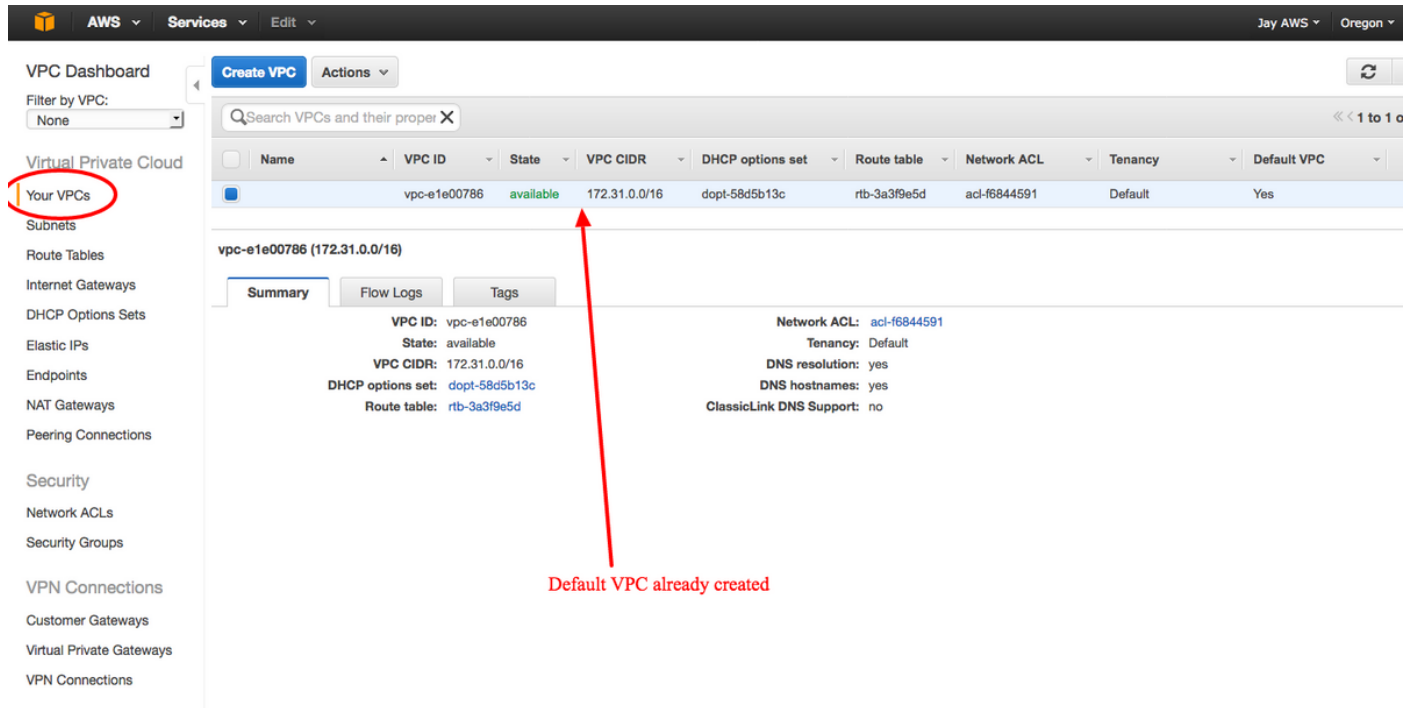 AWS Services Edit Jay AWS Oregon
VPC Dashboard
Filter by VPC:
None
Virtual Private Cloud
Your VPCs
Subnets
Route Tables
Internet Gateways
DHCP Options Sets
Elastic IPs
Endpoints
NAT Gateways
Peering Connections
Security
Network ACLs
Security Groups
VPN Connections
Customer Gateways
Virtual Private Gateways
VPN Connections
Create VPC Actions
Search VPCs and their proper
1 to 1 o
Name VPC ID State VPC CIDR DHCP options set Route table Network ACL Tenancy Default VPC
vpc-e1e00786 available 172.31.0.0/16 dopt-58d5b13c rtb-3a3f9e5d acl-f6844591 Default Yes
vpc-e1e00786 (172.31.0.0/16)
Summary Flow Logs Tags
VPC ID: vpc-e1e00786 Network ACL: acl-f6844591
State: available Tenancy: Default
VPC CIDR: 172.31.0.0/16 DNS resolution: yes
DHCP options set: dopt-58d5b13c DNS hostnames: yes
Route table: rtb-3a3f9e5d ClassicLink DNS Support: no
Default VPC already created